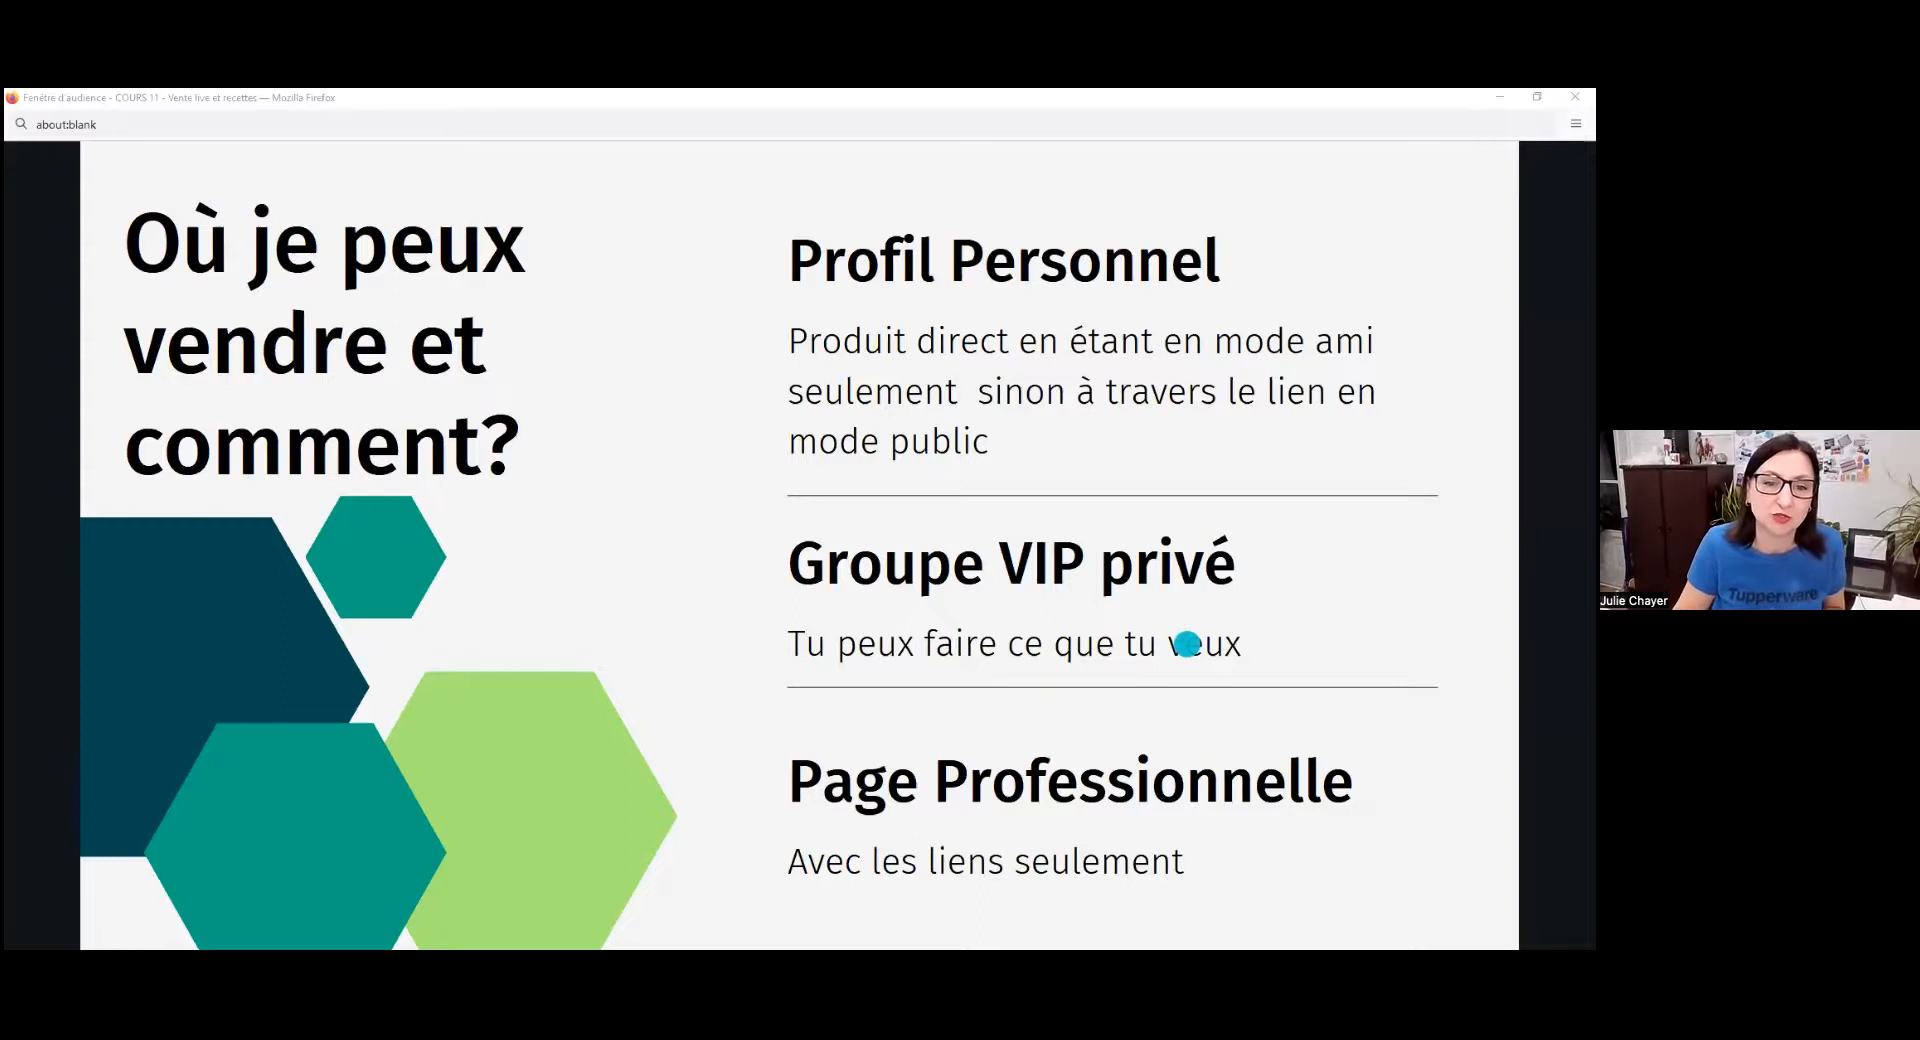 Fenêtre d'audience - COURS 11 - Vente live et recettes — Mozilla Firefox
about:blank
Où je peux
vendre et
comment?
Profil Personnel
Produit direct en étant en mode ami
seulement sinon à travers le lien en
mode public
Groupe VIP privé
Tu peux faire ce que tu veux
Page Professionnelle
Avec les liens seulement
Tupperware
Julie Chayer